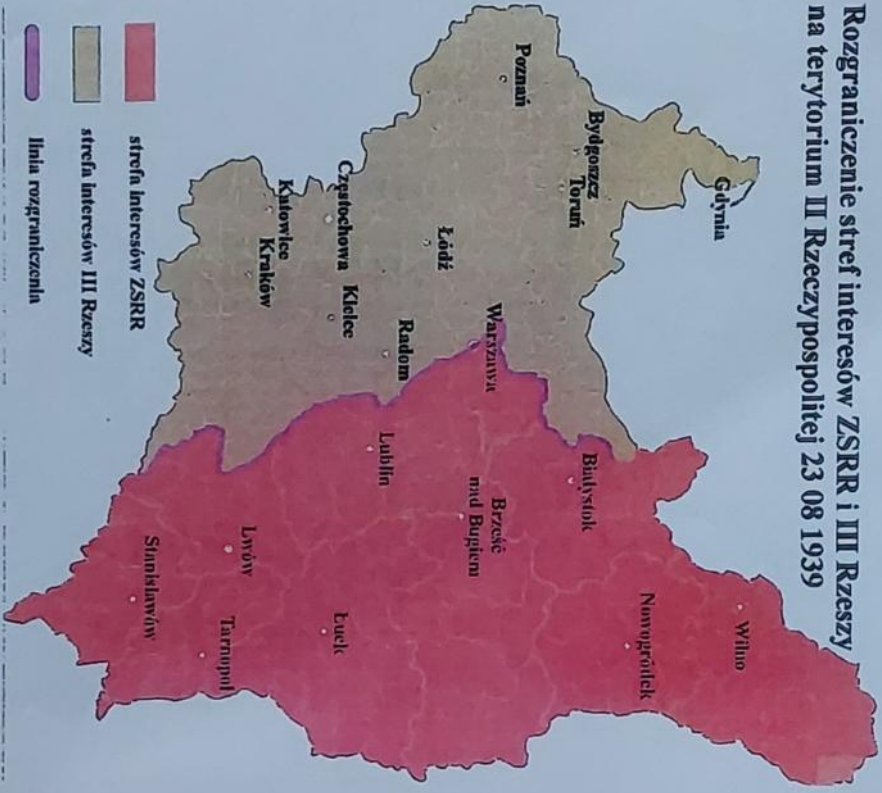 Rozgraniczenie stref interesów ZSRR i III Rzeszy
na terytorium II Rzeczypospolitej 23 08 1939
Gdynia
Wilno
Nowogródek
Bydgoszcz
Toruń
Białystok
Poznań
Warszawa
Brześć
nad Bugiem
Łódź
Radom
Lublin
Łuck
Częstochowa
Kielce
Katowice
Kraków
Lwów
Tarnopol
Stanisławów
strefa interesów ZSRR
strefa interesów III Rzeszy
linia rozgraniczenia